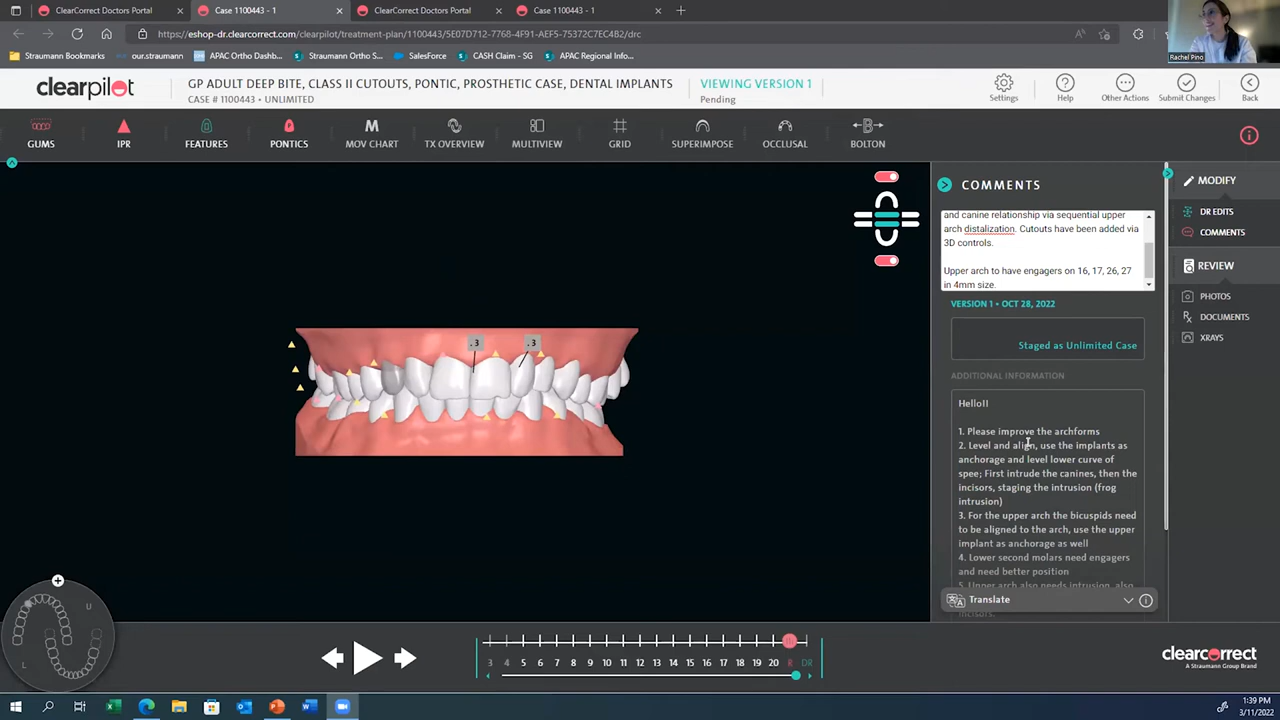 ClearCorrect Doctors Portal
Case 1100443 - 1
ClearCorrect Doctors Portal
Case 1100443 - 1
https://eshop-dr.clearcorrect.com/clearpilot/treatment-plan/1100443/5E07D712-7768-4F91-AEF5-75372C7EC4B2/drc
Straumann Bookmarks
our.straumann
APAC Ortho Dashb...
Straumann Ortho S...
SalesForce
CASH Claim - SG
APAC Regional Info...
Rachel Pino
clearpilot
GP ADULT DEEP BITE, CLASS II CUTOUTS, PONTIC, PROSTHETIC CASE, DENTAL IMPLANTS
CASE # 1100443 • UNLIMITED
VIEWING VERSION 1
Pending
Settings
Help
Other Actions
Submit Changes
Back
GUMS
IPR
FEATURES
PONTICS
M
MOV CHART
TX OVERVIEW
MULTIVIEW
GRID
SUPERIMPOSE
OCCLUSAL
B
BOLTON
COMMENTS
and canine relationship via sequential upper
arch distalization. Cutouts have been added via
3D controls.
Upper arch to have engagers on 16, 17, 26, 27
in 4mm size.
VERSION 1 • OCT 28, 2022
Staged as Unlimited Case
ADDITIONAL INFORMATION
Hello!!
1. Please improve the archforms
2. Level and align, use the implants as
anchorage and level lower curve of
spee; First intrude the canines, then the
incisors, staging the intrusion (frog
intrusion)
3. For the upper arch the bicuspids need
to be aligned to the arch, use the upper
implant as anchorage as well
4. Lower second molars need engagers
and need better position
5. Upper arch also needs intrusion, also
incisors.
Translate
MODIFY
DR EDITS
COMMENTS
REVIEW
PHOTOS
DOCUMENTS
XRAYS
.3
.3
U
L
3 4 5 6 7 8 9 10 11 12 13 14 15 16 17 18 19 20 R DR
clearcorrect
A Straumann Group Brand
1:39 PM
3/11/2022